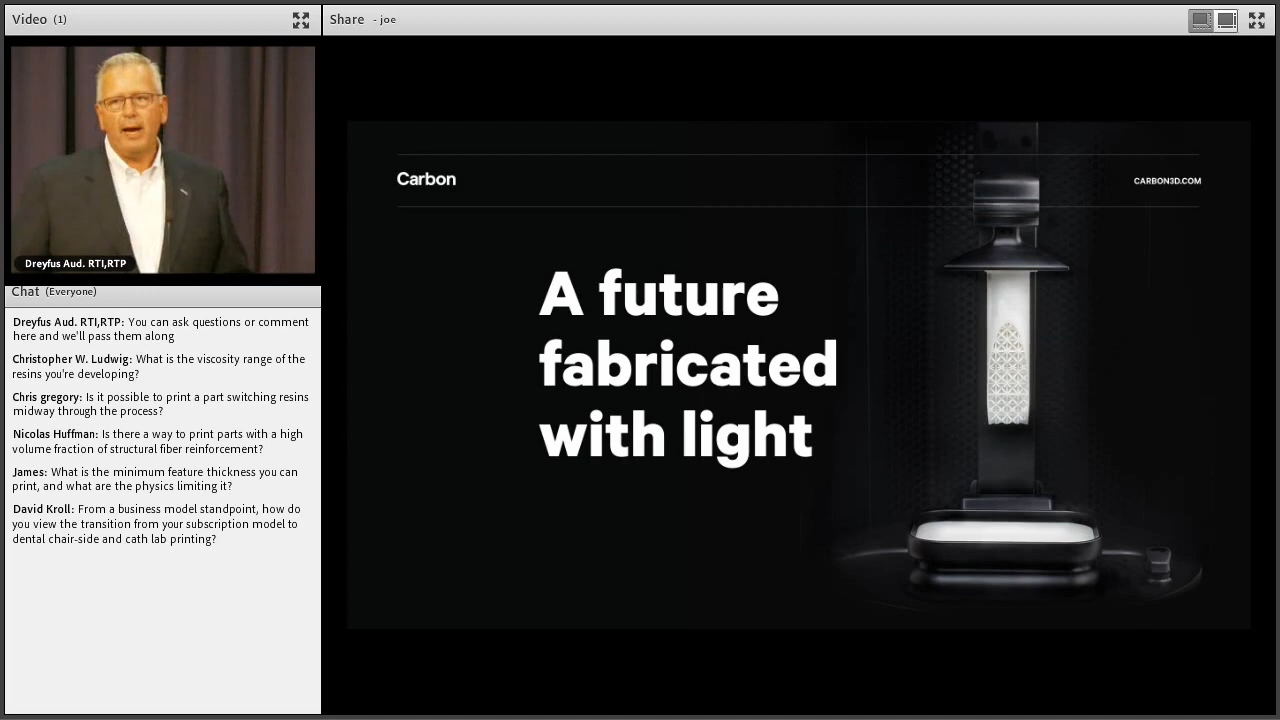 Video (1)
Share - joe
Dreyfus Aud. RTI,RTP
Chat (Everyone)
Dreyfus Aud. RTI,RTP: You can ask questions or comment
here and we'll pass them along
Christopher W. Ludwig: What is the viscosity range of the
resins you're developing?
Chris gregory: Is it possible to print a part switching resins
midway through the process?
Nicolas Huffman: Is there a way to print parts with a high
volume fraction of structural fiber reinforcement?
James: What is the minimum feature thickness you can
print, and what are the physics limiting it?
David Kroll: From a business model standpoint, how do
you view the transition from your subscription model to
dental chair-side and cath lab printing?
Carbon
CARBON3D.COM
A future
fabricated
with light